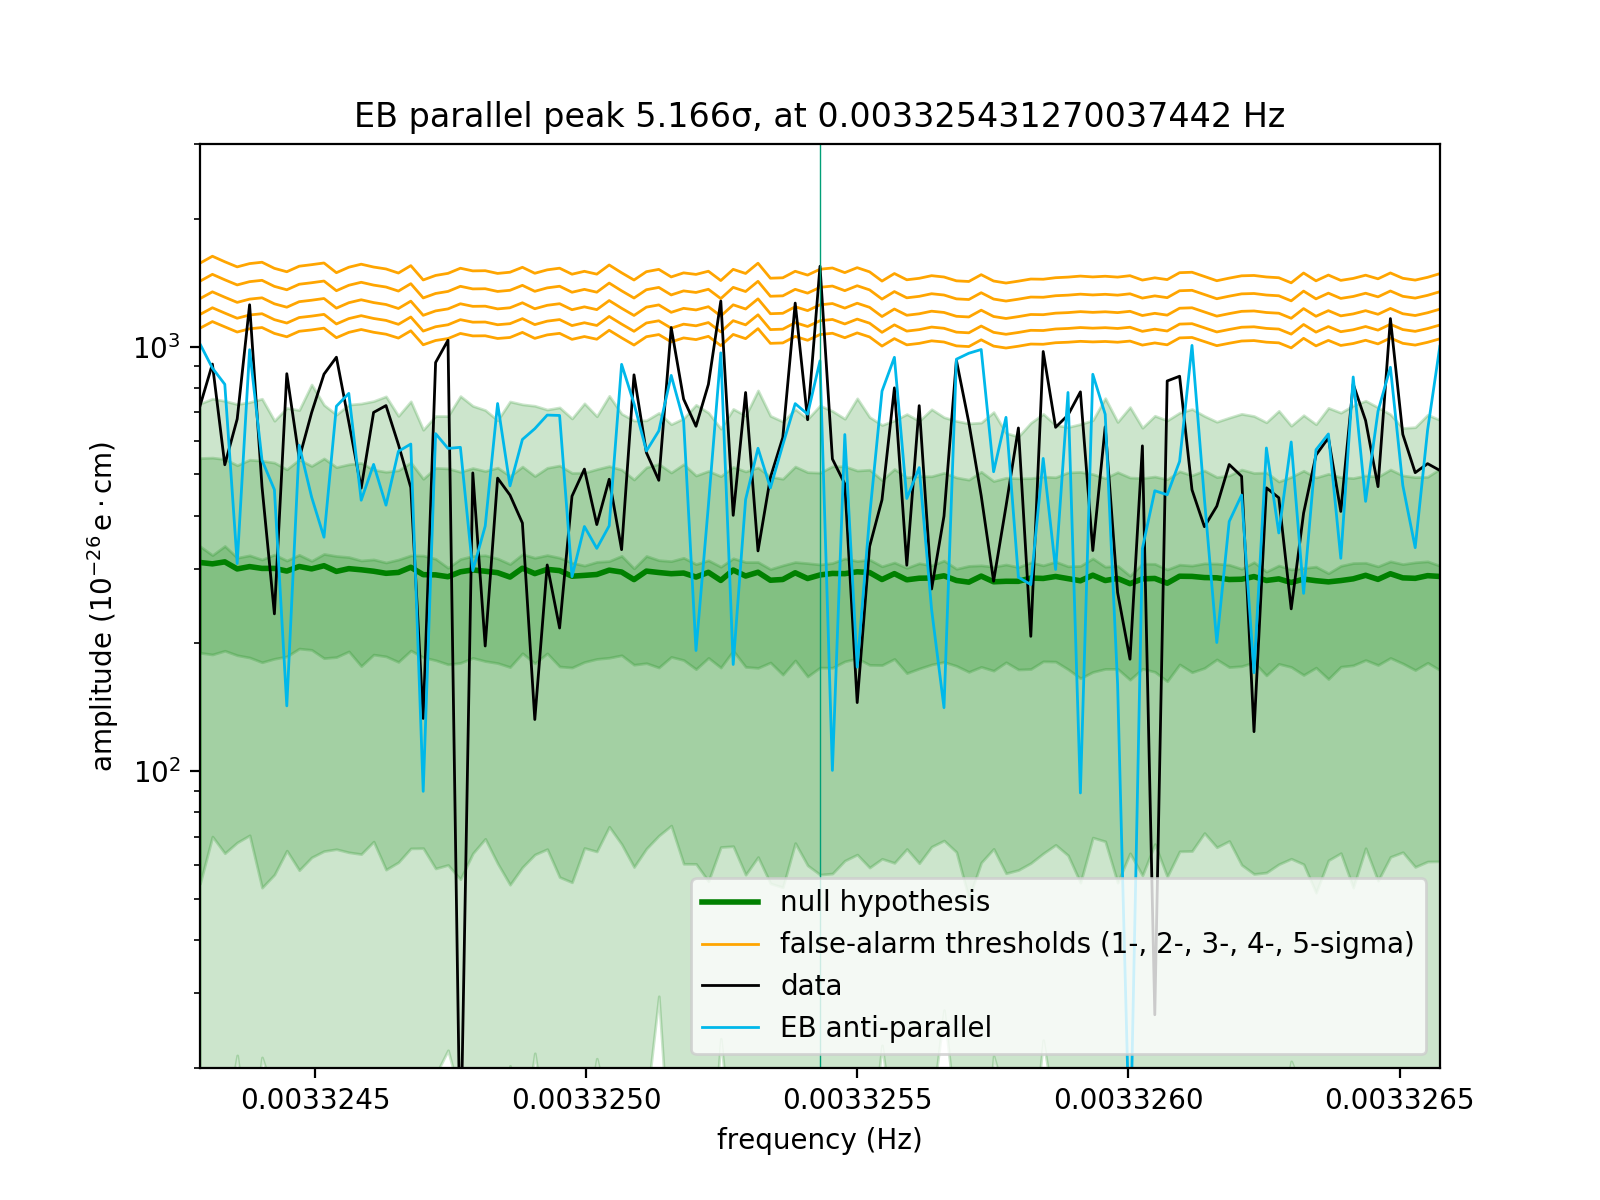 EB parallel peak 5.166σ, at 0.003325431270037442 Hz
amplitude (10⁻²⁶ e · cm)
10³
10²
null hypothesis
false-alarm thresholds (1-, 2-, 3-, 4-, 5-sigma)
data
EB anti-parallel
0.0033245 0.0033250 0.0033255 0.0033260 0.0033265
frequency (Hz)